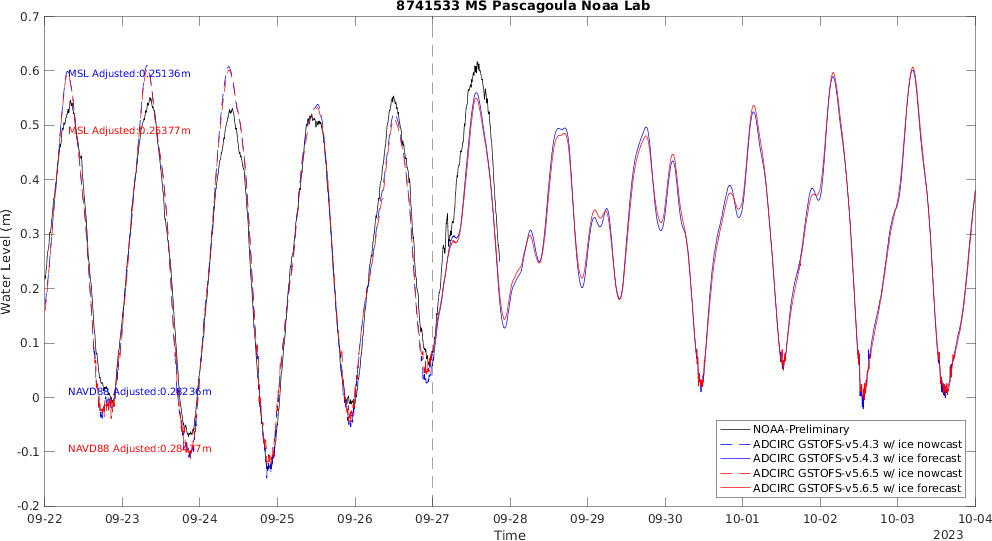 8741533 MS Pascagoula Noaa Lab
0.7
0.6
0.5
0.4
0.3
0.2
0.1
0
-0.1
-0.2
Water Level (m)
MSL Adjusted:0.25136m
MSL Adjusted:0.25377m
NAVD88 Adjusted:0.28236m
NAVD88 Adjusted:0.28477m
NOAA-Preliminary
ADCIRC GSTOFS-v5.4.3 w/ ice nowcast
ADCIRC GSTOFS-v5.4.3 w/ ice forecast
ADCIRC GSTOFS-v5.6.5 w/ ice nowcast
ADCIRC GSTOFS-v5.6.5 w/ ice forecast
09-22 09-23 09-24 09-25 09-26 09-27 09-28 09-29 09-30 10-01 10-02 10-03 10-04
Time
2023